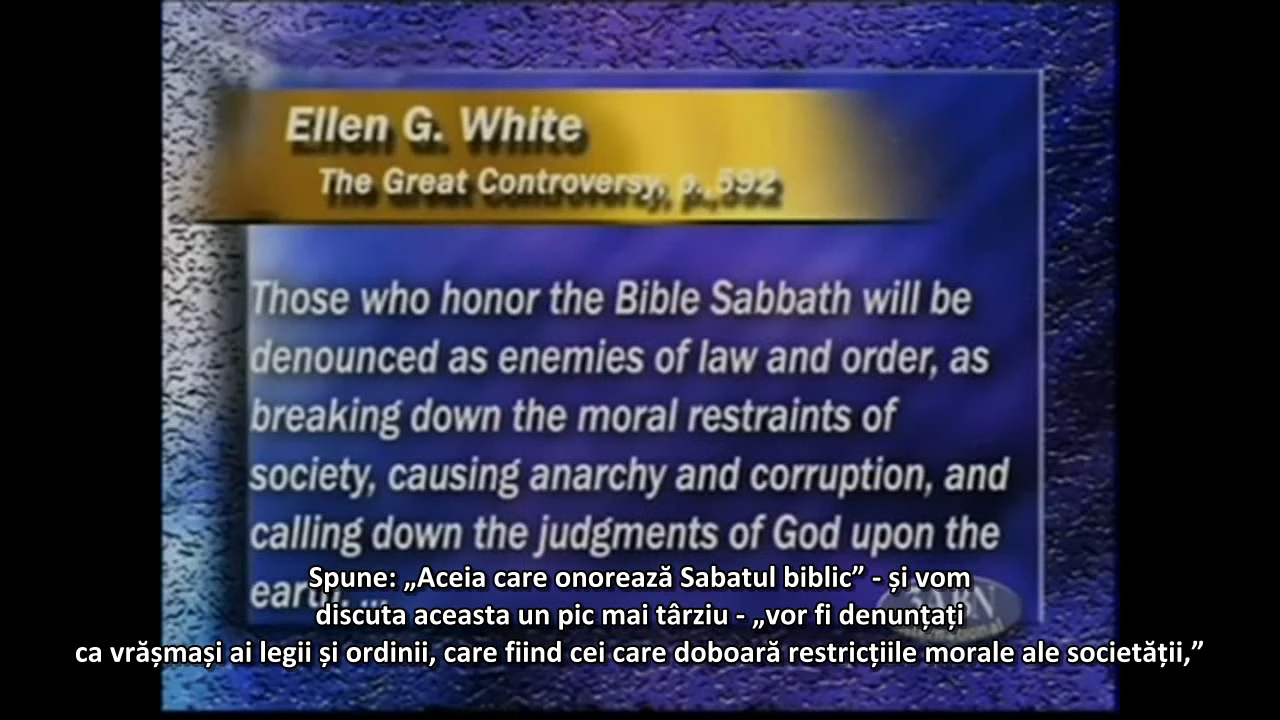 Ellen G. White
The Great Controversy, p. 592
Those who honor the Bible Sabbath will be
denounced as enemies of law and order, as
breaking down the moral restraints of
society, causing anarchy and corruption, and
calling down the judgments of God upon the
Spune: „Aceia care onorează Sabatul biblic” - și vom
discuta aceasta un pic mai târziu - „vor fi denunțați
ca vrășmași ai legii și ordinii, care fiind cei care doboară restricțiile morale ale societății,”